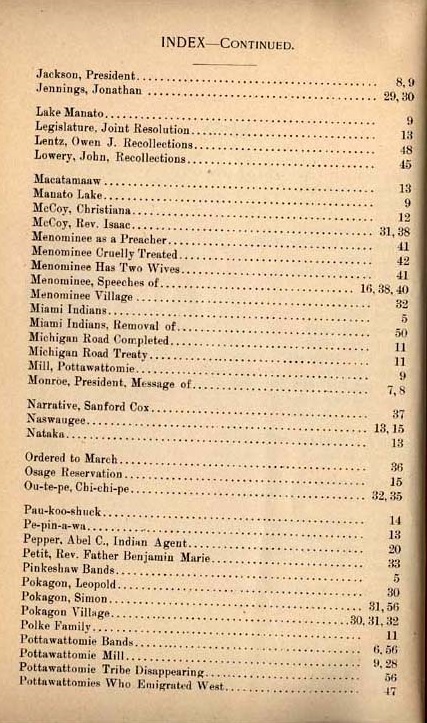 INDEX—CONTINUED.
Jackson, President 8, 9
Jennings, Jonathan 29, 30
Lake Manato 9
Legislature, Joint Resolution 13
Lentz, Owen J. Recollections 48
Lowery, John, Recollections 45
Macatamaaw 13
Manato Lake 9
McCoy, Christiana 12
McCoy, Rev. Isaac 31, 38
Menominee as a Preacher 41
Menominee Cruelly Treated 42
Menominee Has Two Wives 41
Menominee, Speeches of 16, 38, 40
Menominee Village 32
Miami Indians 5
Miami Indians, Removal of 50
Michigan Road Completed 11
Michigan Road Treaty 11
Mill, Pottawattomie 9
Monroe, President, Message of 7, 8
Narrative, Sanford Cox 37
Naswaugee 13, 15
Nataka 13
Ordered to March 36
Osage Reservation 15
Ou-te-pe, Chi-chi-pe 32, 35
Pau-koo-shuck 14
Pe-pin-a-wa 13
Pepper, Abel C., Indian Agent 20
Petit, Rev. Father Benjamin Marie 33
Pinkeshaw Bands 5
Pokagon, Leopold 30
Pokagon, Simon 31, 56
Pokagon Village 30, 31, 32
Polke Family 11
Pottawattomie Bands 6, 56
Pottawattomie Mill 9, 28
Pottawattomie Tribe Disappearing 56
Pottawattomies Who Emigrated West 47